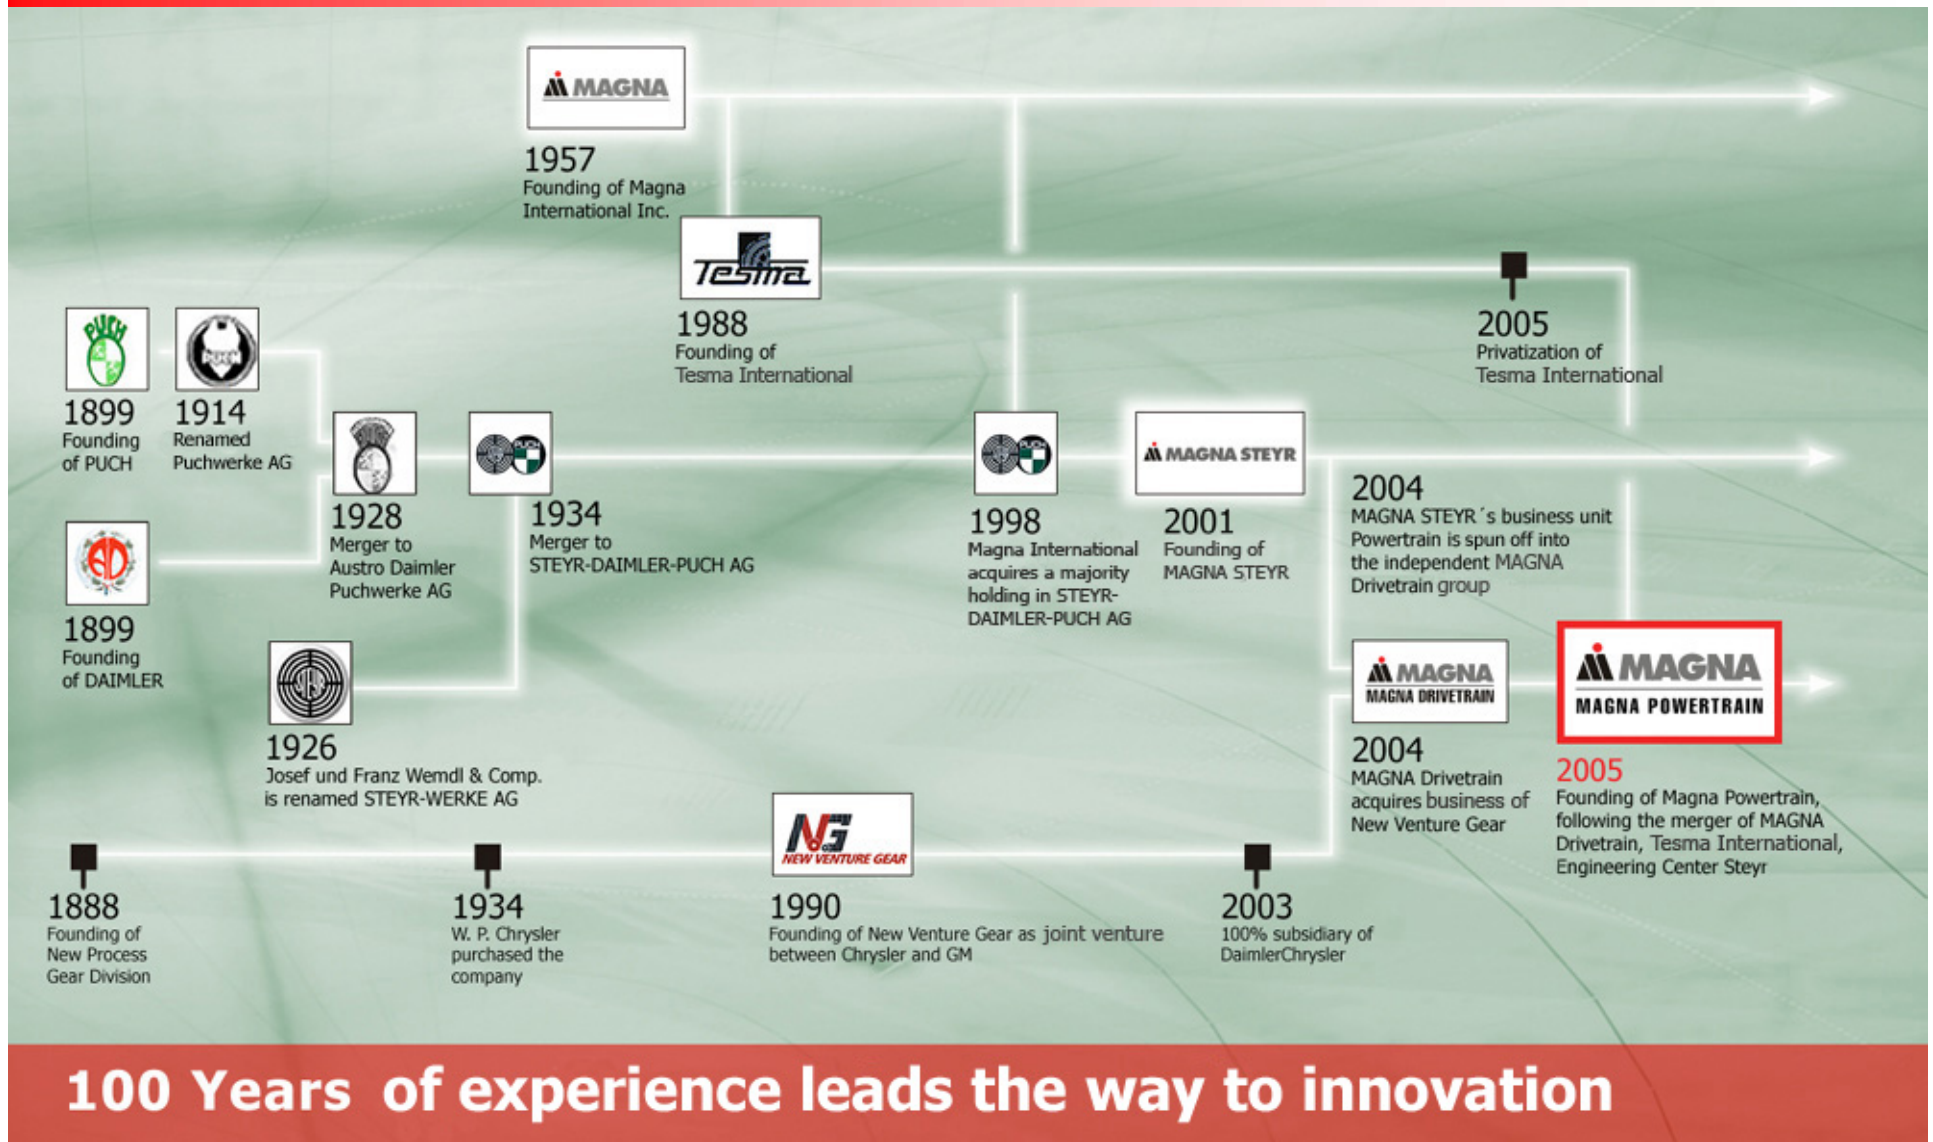 MAGNA
1957
Founding of Magna
International Inc.
Tesma
1988
Founding of
Tesma International
2005
Privatization of
Tesma International
PUCH
1899
Founding
of PUCH
PUCH
1914
Renamed
Puchwerke AG
AD
1899
Founding
of DAIMLER
1928
Merger to
Austro Daimler
Puchwerke AG
PUCH
1934
Merger to
STEYR-DAIMLER-PUCH AG
1926
Josef und Franz Wemdl & Comp.
is renamed STEYR-WERKE AG
PUCH
1998
Magna International
acquires a majority
holding in STEYR-
DAIMLER-PUCH AG
MAGNA STEYR
2001
Founding of
MAGNA STEYR
2004
MAGNA STEYR´s business unit
Powertrain is spun off into
the independent MAGNA
Drivetrain group
MAGNA
MAGNA DRIVETRAIN
2004
MAGNA Drivetrain
acquires business of
New Venture Gear
MAGNA
MAGNA POWERTRAIN
2005
Founding of Magna Powertrain,
following the merger of MAGNA
Drivetrain, Tesma International,
Engineering Center Steyr
1888
Founding of
New Process
Gear Division
1934
W. P. Chrysler
purchased the
company
NG
NEW VENTURE GEAR
1990
Founding of New Venture Gear as joint venture
between Chrysler and GM
2003
100% subsidiary of
DaimlerChrysler
100 Years of experience leads the way to innovation